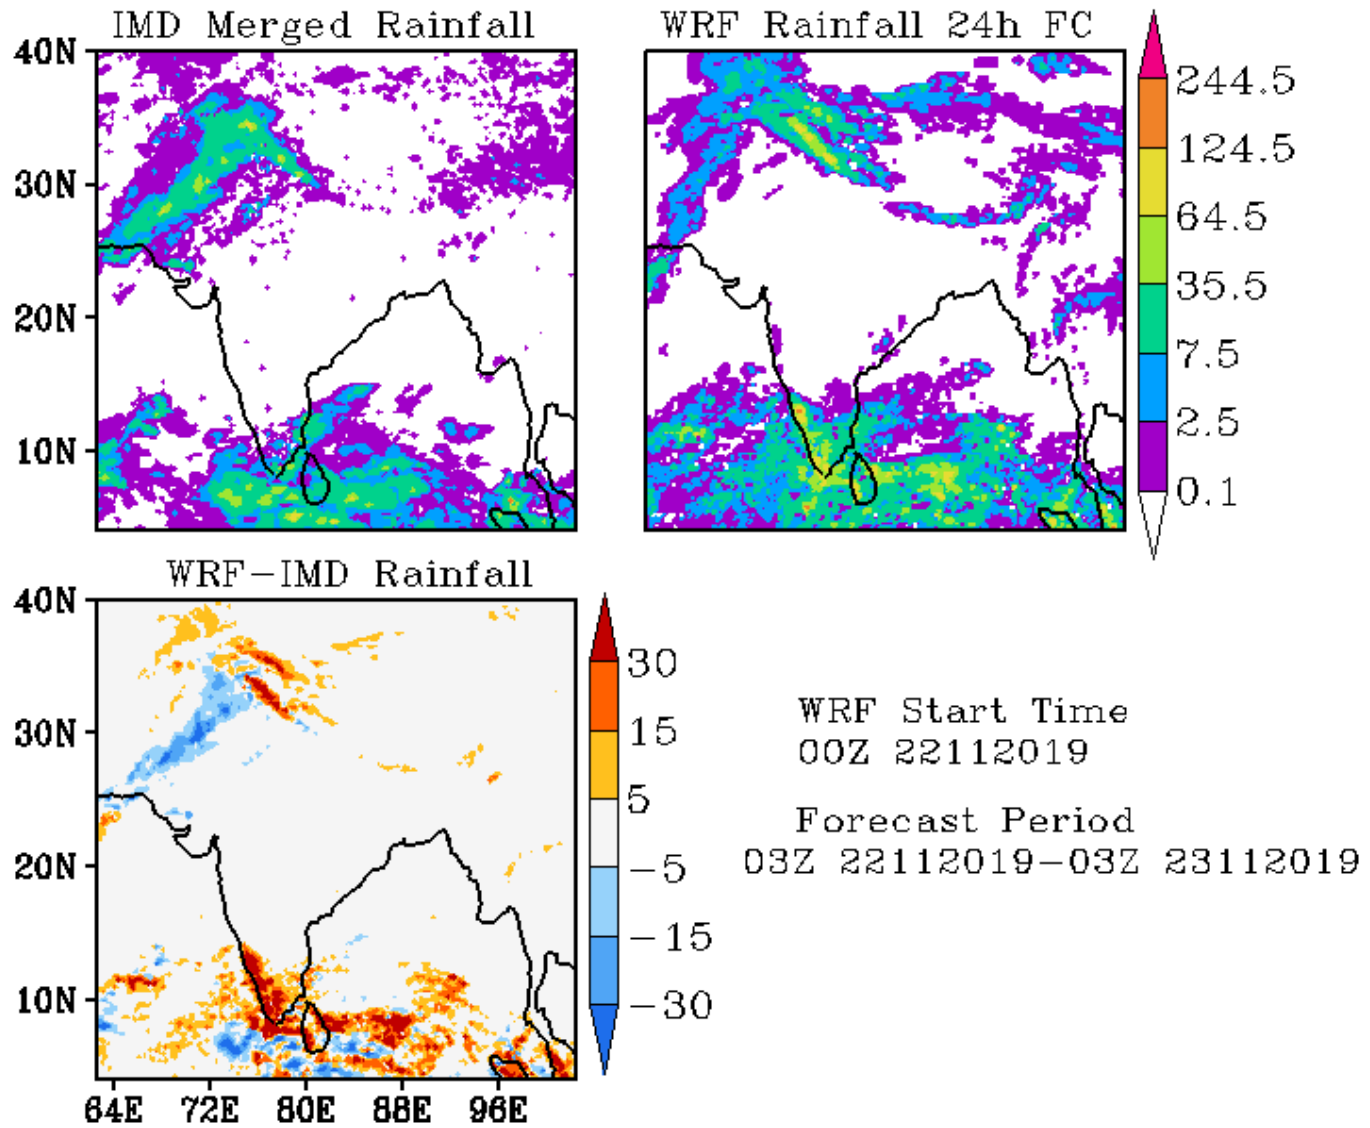 IMD Merged Rainfall
WRF Rainfall 24h FC
40N
30N
20N
10N
244.5
124.5
64.5
35.5
7.5
2.5
0.1
WRF-IMD Rainfall
40N
30N
20N
10N
64E 72E 80E 88E 96E
30
15
5
-5
-15
-30
WRF Start Time
00Z 22112019
Forecast Period
03Z 22112019-03Z 23112019